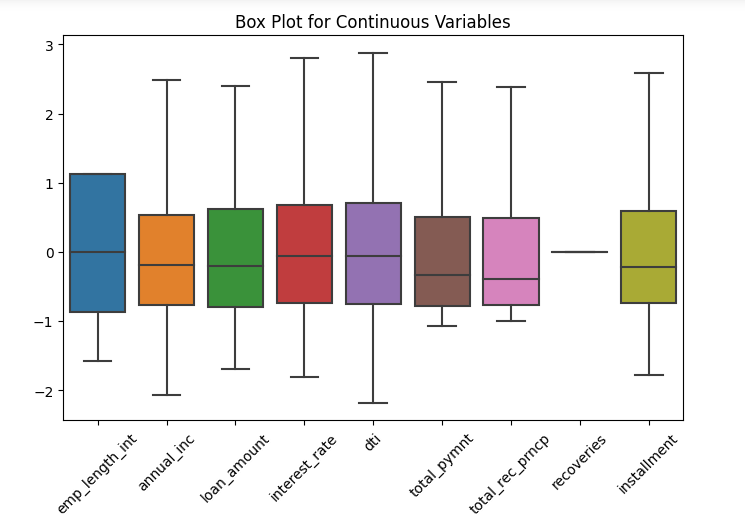 Box Plot for Continuous Variables
3
2
1
0
−1
−2
emp_length_int
annual_inc
loan_amount
interest_rate
dti
total_pymnt
total_rec_prncp
recoveries
installment